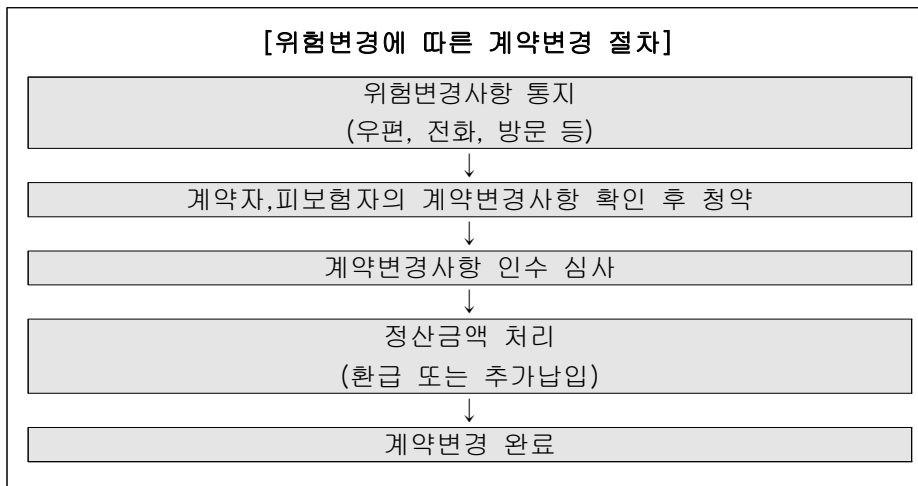 [위험변경에 따른 계약변경 절차]
위험변경사항 통지
(우편, 전화, 방문 등)
↓
계약자,피보험자의 계약변경사항 확인 후 청약
↓
계약변경사항 인수 심사
↓
정산금액 처리
(환급 또는 추가납입)
↓
계약변경 완료